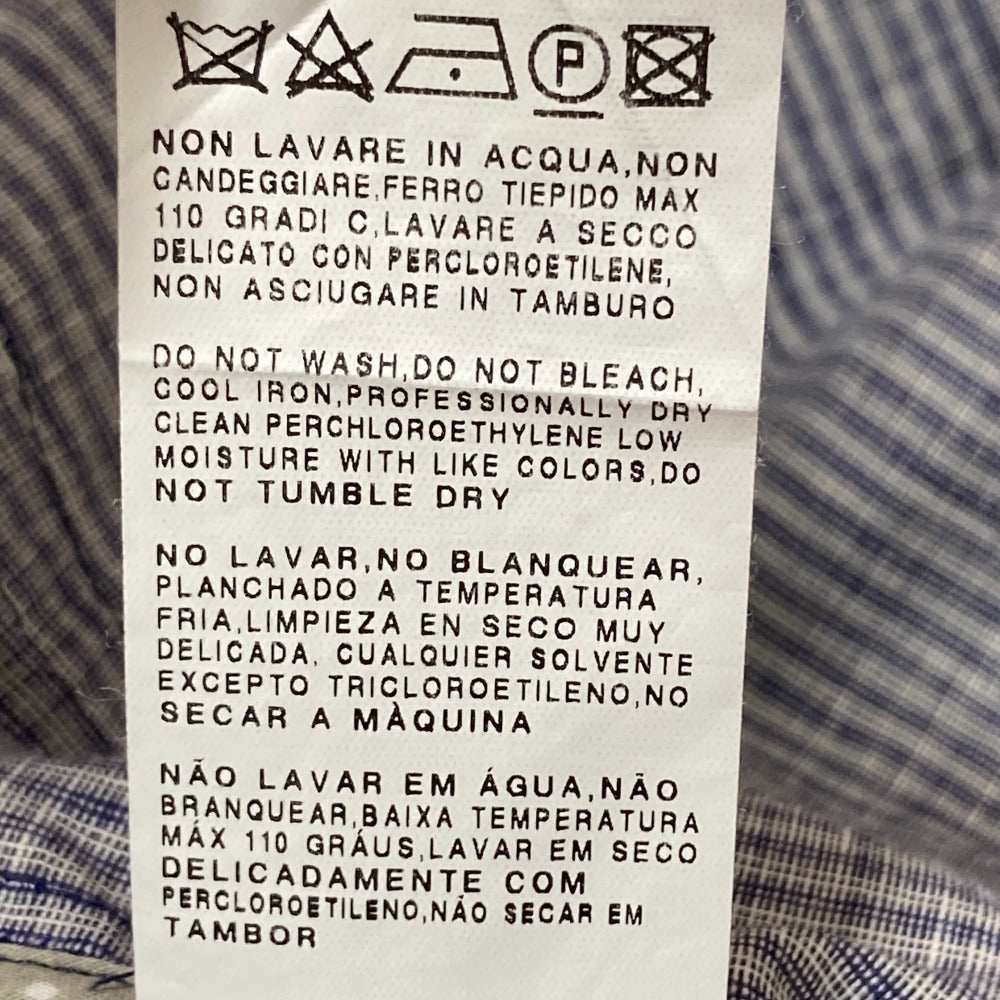 P
NON LAVARE IN ACQUA,NON
CANDEGGIARE,FERRO TIEPIDO MAX
110 GRADI C,LAVARE A SECCO
DELICATO CON PERCLOROETILENE,
NON ASCIUGARE IN TAMBURO
DO NOT WASH,DO NOT BLEACH,
COOL IRON,PROFESSIONALLY DRY
CLEAN PERCHLOROETHYLENE LOW
MOISTURE WITH LIKE COLORS,DO
NOT TUMBLE DRY
NO LAVAR,NO BLANQUEAR,
PLANCHADO A TEMPERATURA
FRIA,LIMPIEZA EN SECO MUY
DELICADA, CUALQUIER SOLVENTE
EXCEPTO TRICLOROETILENO,NO
SECAR A MÀQUINA
NÃO LAVAR EM ÁGUA,NÃO
BRANQUEAR,BAIXA TEMPERATURA
MÁX 110 GRÁUS,LAVAR EM SECO
DELICADAMENTE COM
PERCLOROETILENO,NÃO SECAR EM
TAMBOR